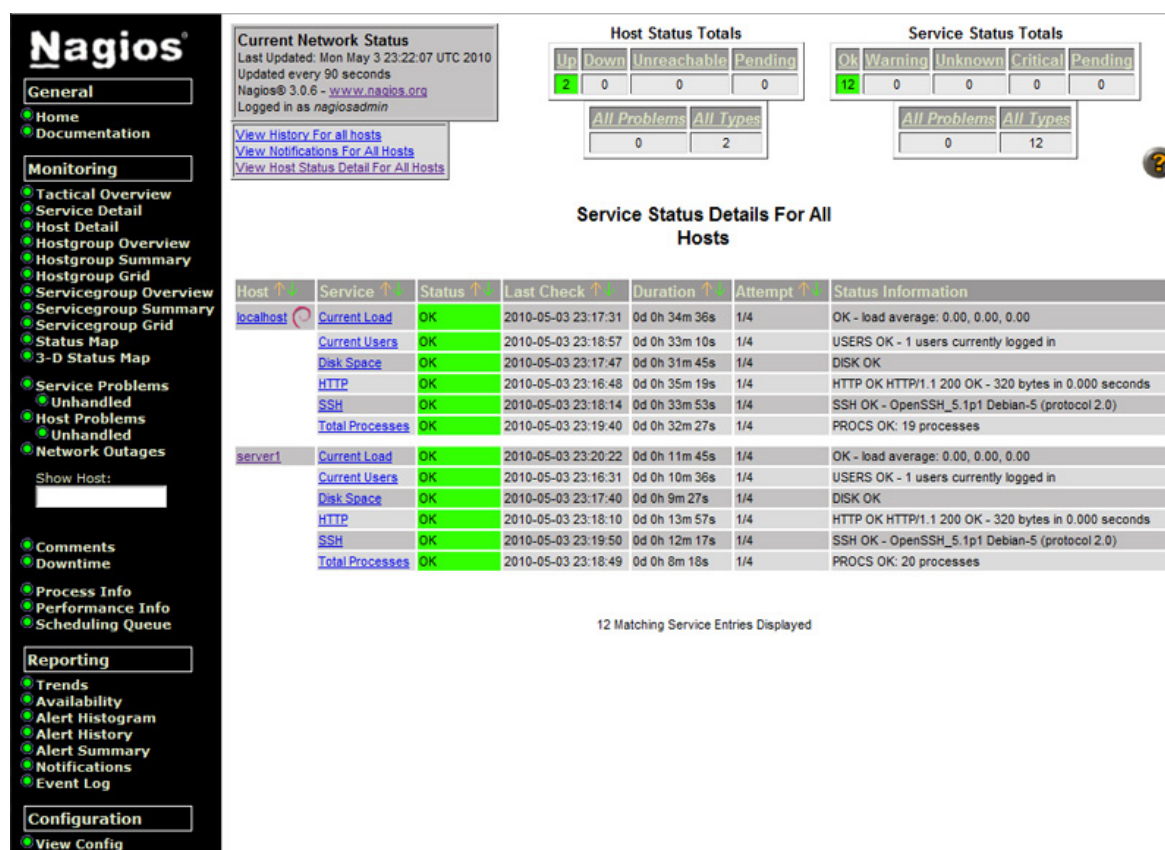 Nagios®
General
Home
Documentation
Monitoring
Tactical Overview
Service Detail
Host Detail
Hostgroup Overview
Hostgroup Summary
Hostgroup Grid
Servicegroup Overview
Servicegroup Summary
Servicegroup Grid
Status Map
3-D Status Map
Service Problems
Unhandled
Host Problems
Unhandled
Network Outages
Show Host:
Comments
Downtime
Process Info
Performance Info
Scheduling Queue
Reporting
Trends
Availability
Alert Histogram
Alert History
Alert Summary
Notifications
Event Log
Configuration
View Config
Current Network Status
Last Updated: Mon May 3 23:22:07 UTC 2010
Updated every 90 seconds
Nagios® 3.0.6 - www.nagios.org
Logged in as nagiosadmin
View History For all hosts
View Notifications For All Hosts
View Host Status Detail For All Hosts
Host Status Totals
Up Down Unreachable Pending
2 0 0 0
All Problems All Types
0 2
Service Status Totals
Ok Warning Unknown Critical Pending
12 0 0 0 0
All Problems All Types
0 12
?
Service Status Details For All
Hosts
Host Service Status Last Check Duration Attempt Status Information
localhost Current Load OK 2010-05-03 23:17:31 0d 0h 34m 36s 1/4 OK - load average: 0.00, 0.00, 0.00
Current Users OK 2010-05-03 23:18:57 0d 0h 33m 10s 1/4 USERS OK - 1 users currently logged in
Disk Space OK 2010-05-03 23:17:47 0d 0h 31m 45s 1/4 DISK OK
HTTP OK 2010-05-03 23:16:48 0d 0h 35m 19s 1/4 HTTP OK HTTP/1.1 200 OK - 320 bytes in 0.000 seconds
SSH OK 2010-05-03 23:18:14 0d 0h 33m 53s 1/4 SSH OK - OpenSSH_5.1p1 Debian-5 (protocol 2.0)
Total Processes OK 2010-05-03 23:19:40 0d 0h 32m 27s 1/4 PROCS OK: 19 processes
server1 Current Load OK 2010-05-03 23:20:22 0d 0h 11m 45s 1/4 OK - load average: 0.00, 0.00, 0.00
Current Users OK 2010-05-03 23:16:31 0d 0h 10m 36s 1/4 USERS OK - 1 users currently logged in
Disk Space OK 2010-05-03 23:17:40 0d 0h 9m 27s 1/4 DISK OK
HTTP OK 2010-05-03 23:18:10 0d 0h 13m 57s 1/4 HTTP OK HTTP/1.1 200 OK - 320 bytes in 0.000 seconds
SSH OK 2010-05-03 23:19:50 0d 0h 12m 17s 1/4 SSH OK - OpenSSH_5.1p1 Debian-5 (protocol 2.0)
Total Processes OK 2010-05-03 23:18:49 0d 0h 8m 18s 1/4 PROCS OK: 20 processes
12 Matching Service Entries Displayed